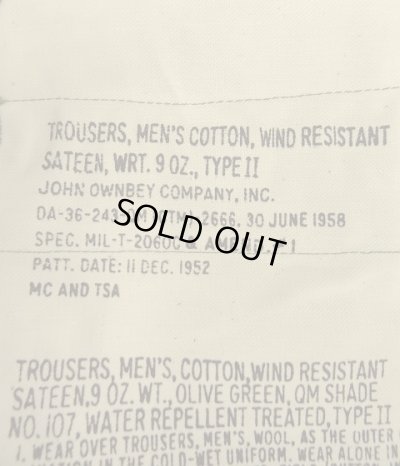 TROUSERS, MEN'S COTTON, WIND RESISTANT
SATEEN, WRT. 9 OZ., TYPE II
JOHN OWNBEY COMPANY, INC.
DA-36-243- 2666, 30 JUNE 1958
SPEC. MIL-T-2060 & 1
SOLD OUT
PATT. DATE: 11 DEC. 1952
MC AND TSA
TROUSERS, MEN'S, COTTON, WIND RESISTANT
SATEEN, 9 OZ. WT., OLIVE GREEN, QM SHADE
NO. 107, WATER REPELLENT TREATED, TYPE II
1. WEAR OVER TROUSERS, MEN'S, WOOL, AS THE OUTER
IN THE COLD-WET UNIFORM. WEAR ALONE IN